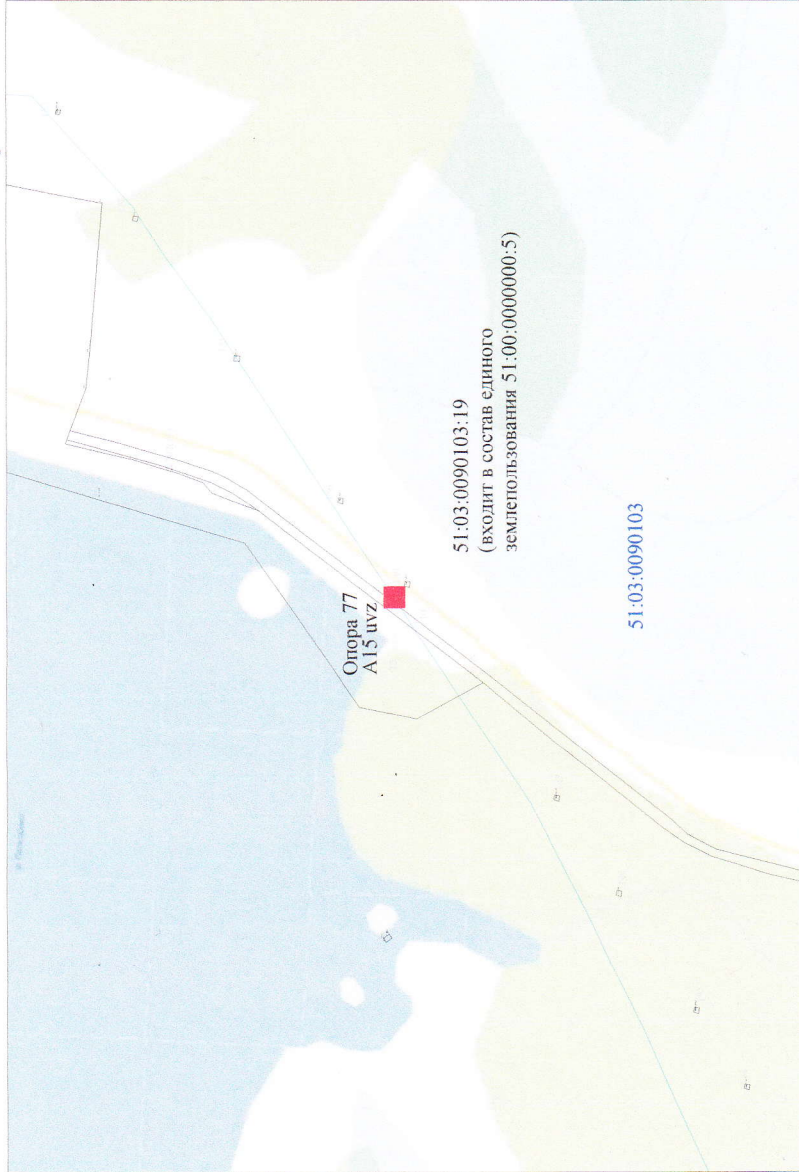 Опора 77
А15 uvz
51:03:0090103:19
(входит в состав единого
землепользования 51:00:0000000:5)
51:03:0090103